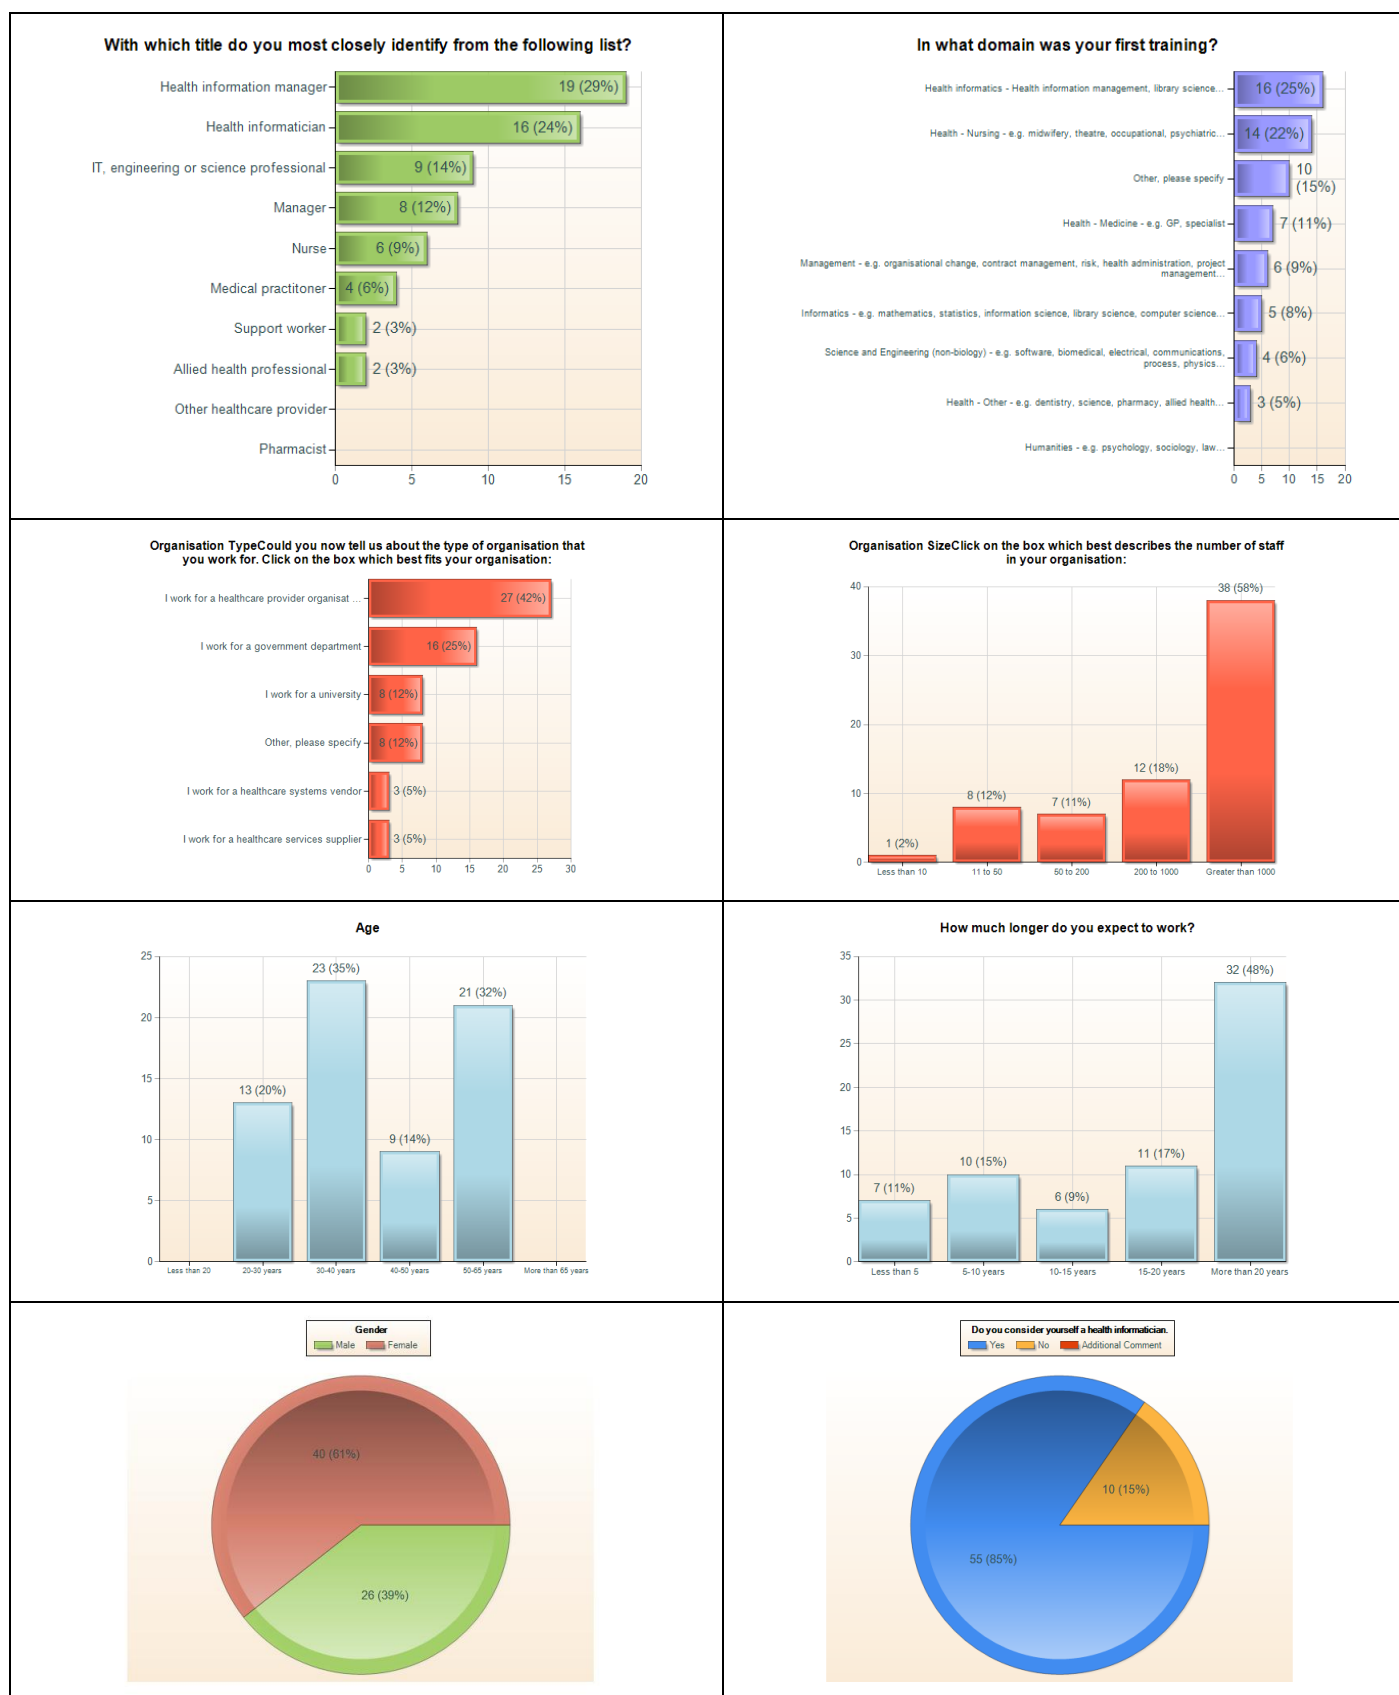 With which title do you most closely identify from the following list?
Health information manager
19 (29%)
Health informatician
16 (24%)
IT, engineering or science professional
9 (14%)
Manager
8 (12%)
Nurse
6 (9%)
Medical practitoner
4 (6%)
Support worker
2 (3%)
Allied health professional
2 (3%)
Other healthcare provider
Pharmacist
0 5 10 15 20
In what domain was your first training?
Health informatics - Health information management, library science...
16 (25%)
Health - Nursing - e.g. midwifery, theatre, occupational, psychiatric...
14 (22%)
Other, please specify
10
(15%)
Health - Medicine - e.g. GP, specialist
7 (11%)
Management - e.g. organisational change, contract management, risk, health administration, project
management...
6 (9%)
Informatics - e.g. mathematics, statistics, information science, library science, computer science...
5 (8%)
Science and Engineering (non-biology) - e.g. software, biomedical, electrical, communications,
process, physics...
4 (6%)
Health - Other - e.g. dentistry, science, pharmacy, allied health...
3 (5%)
Humanities - e.g. psychology, sociology, law...
0 5 10 15 20
Organisation TypeCould you now tell us about the type of organisation that
you work for. Click on the box which best fits your organisation:
I work for a healthcare provider organisat ...
27 (42%)
I work for a government department
16 (25%)
I work for a university
8 (12%)
Other, please specify
8 (12%)
I work for a healthcare systems vendor
3 (5%)
I work for a healthcare services supplier
3 (5%)
0 5 10 15 20 25 30
Organisation SizeClick on the box which best describes the number of staff
in your organisation:
40
30
20
10
0
1 (2%)
8 (12%)
7 (11%)
12 (18%)
38 (58%)
Less than 10 11 to 50 50 to 200 200 to 1000 Greater than 1000
Age
25
20
15
10
5
0
13 (20%)
23 (35%)
9 (14%)
21 (32%)
Less than 20 20-30 years 30-40 years 40-50 years 50-65 years More than 65 years
How much longer do you expect to work?
35
30
25
20
15
10
5
0
7 (11%)
10 (15%)
6 (9%)
11 (17%)
32 (48%)
Less than 5 5-10 years 10-15 years 15-20 years More than 20 years
Gender
Male Female
40 (61%)
26 (39%)
Do you consider yourself a health informatician.
Yes No Additional Comment
10 (15%)
55 (85%)